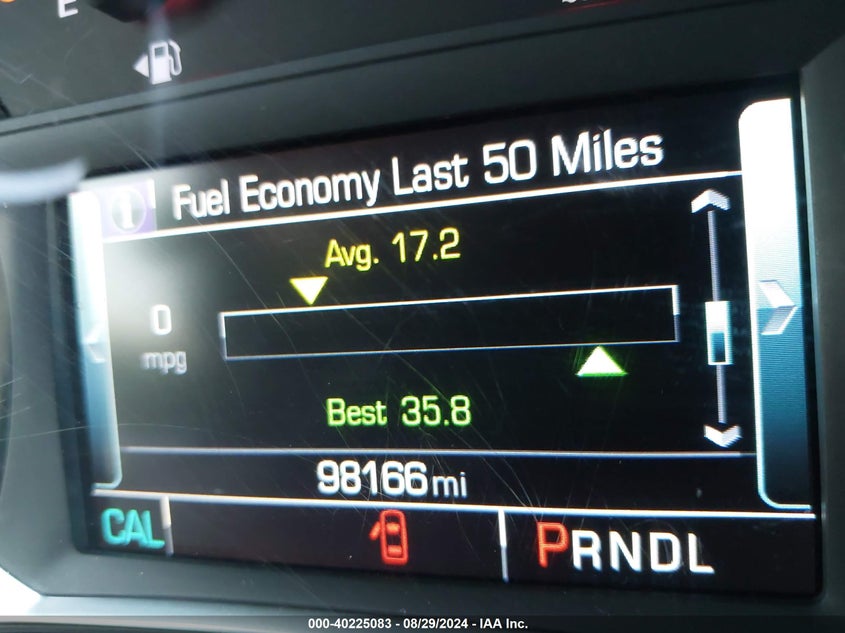 E
Fuel Economy Last 50 Miles
Avg. 17.2
0
mpg
Best 35.8
98166 mi
CAL
PRNDL
000-40225083 - 08/29/2024 - IAA Inc.